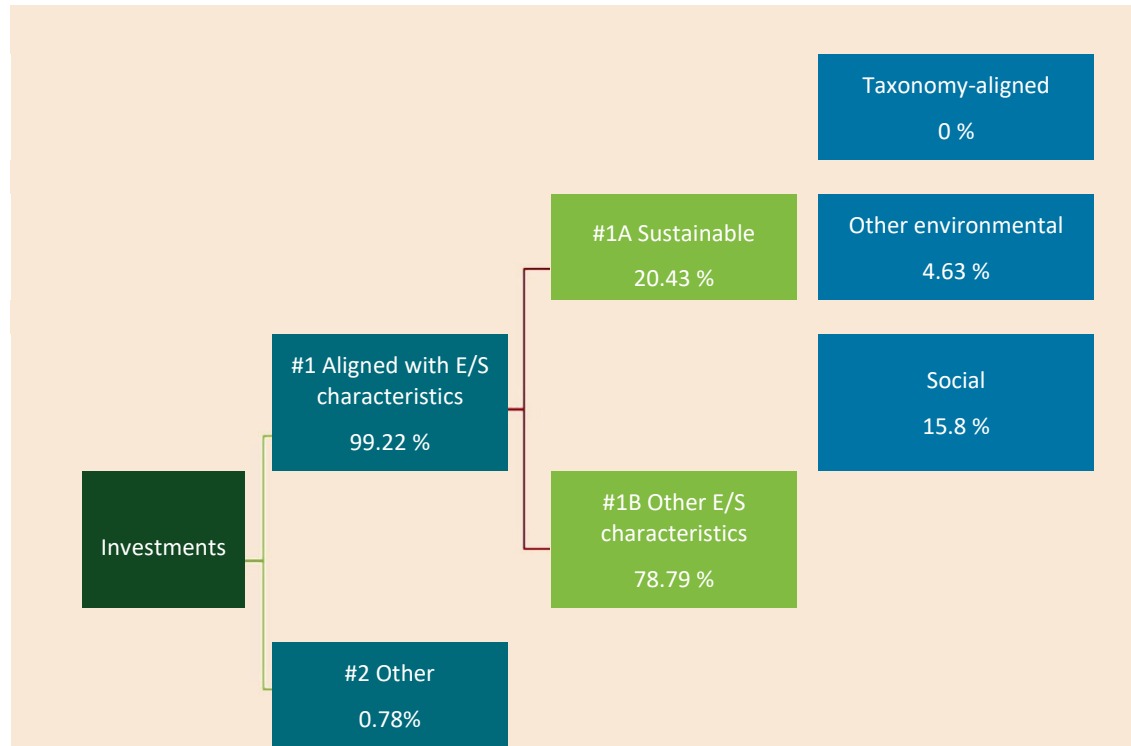 Taxonomy-aligned
0 %
#1A Sustainable
20.43 %
Other environmental
4.63 %
#1 Aligned with E/S
characteristics
99.22 %
Social
15.8 %
Investments
#1B Other E/S
characteristics
78.79 %
#2 Other
0.78%